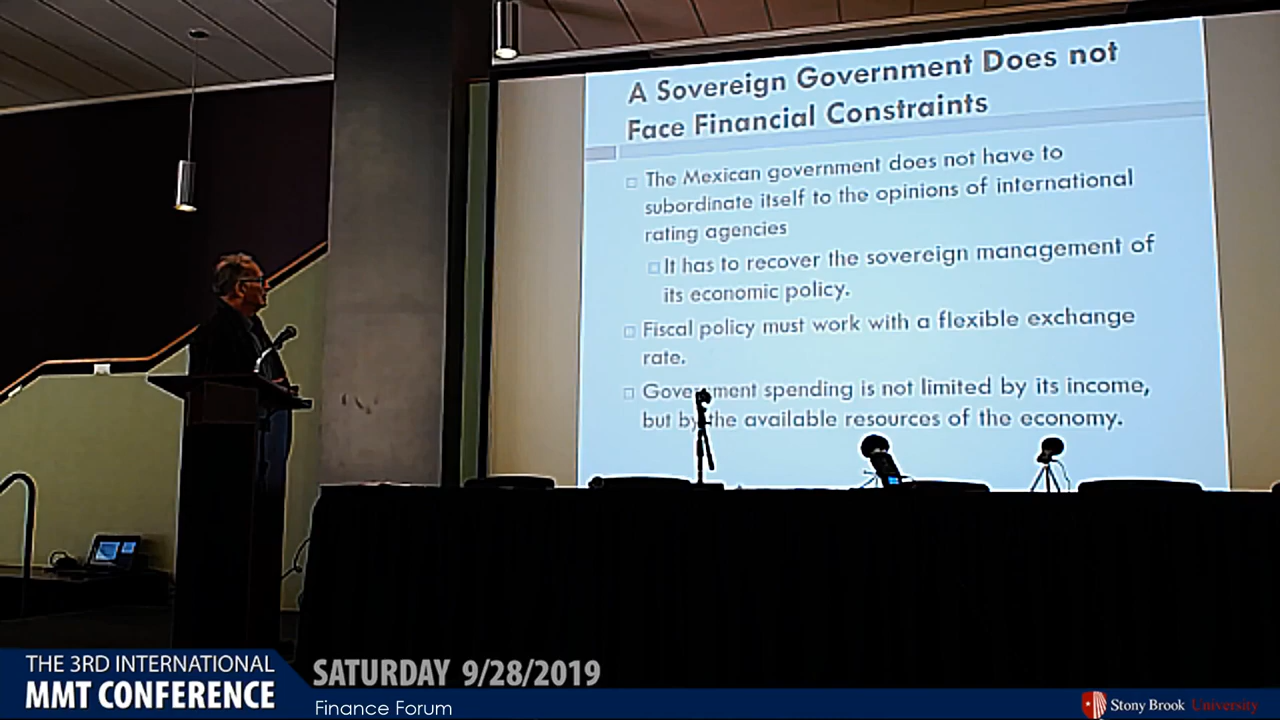 A Sovereign Government Does not
Face Financial Constraints
The Mexican government does not have to
subordinate itself to the opinions of international
rating agencies
It has to recover the sovereign management of
its economic policy.
Fiscal policy must work with a flexible exchange
rate.
Government spending is not limited by its income,
but by the available resources of the economy.
THE 3RD INTERNATIONAL
MMT CONFERENCE
SATURDAY 9/28/2019
Finance Forum
Stony Brook University